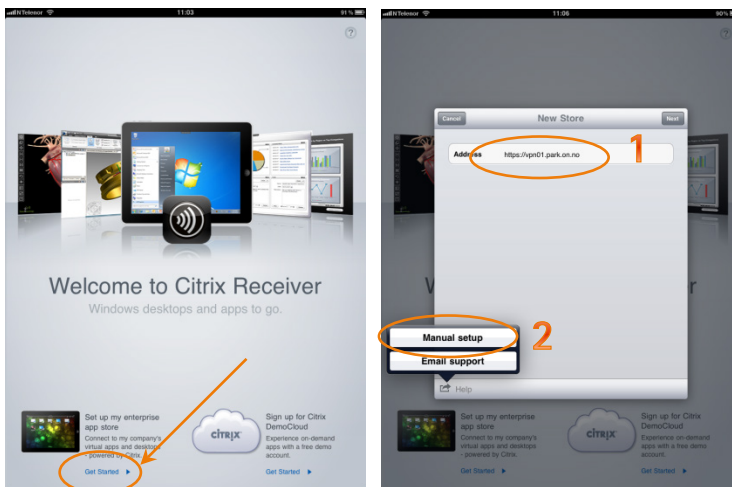 N Telenor 11:03 91 %
?
Welcome to Citrix Receiver
Windows desktops and apps to go.
Set up my enterprise
app store
Connect to my company's
virtual apps and desktops
- powered by Citrix.
Get Started
CITRIX
Sign up for Citrix
DemoCloud
Experience on-demand
apps with a free demo
account.
Get Started
N Telenor 11:06 90%
?
Cancel New Store Next
Address https://vpn01.park.on.no
1
W r
Manual setup
2
Email support
Help
Set up my enterprise
app store
Connect to my company's
virtual apps and desktops
- powered by Citrix.
Get Started
CITRIX
Sign up for Citrix
DemoCloud
Experience on-demand
apps with a free demo
account.
Get Started